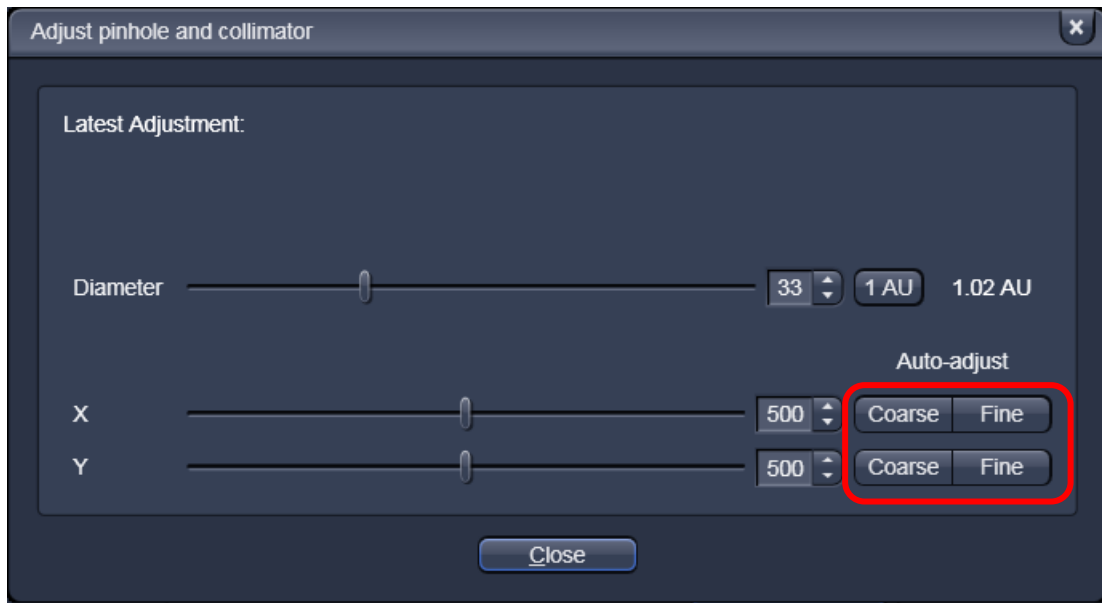 Adjust pinhole and collimator
Latest Adjustment:
Diameter 33 1 AU 1.02 AU
Auto-adjust
X 500 Coarse Fine
Y 500 Coarse Fine
Close